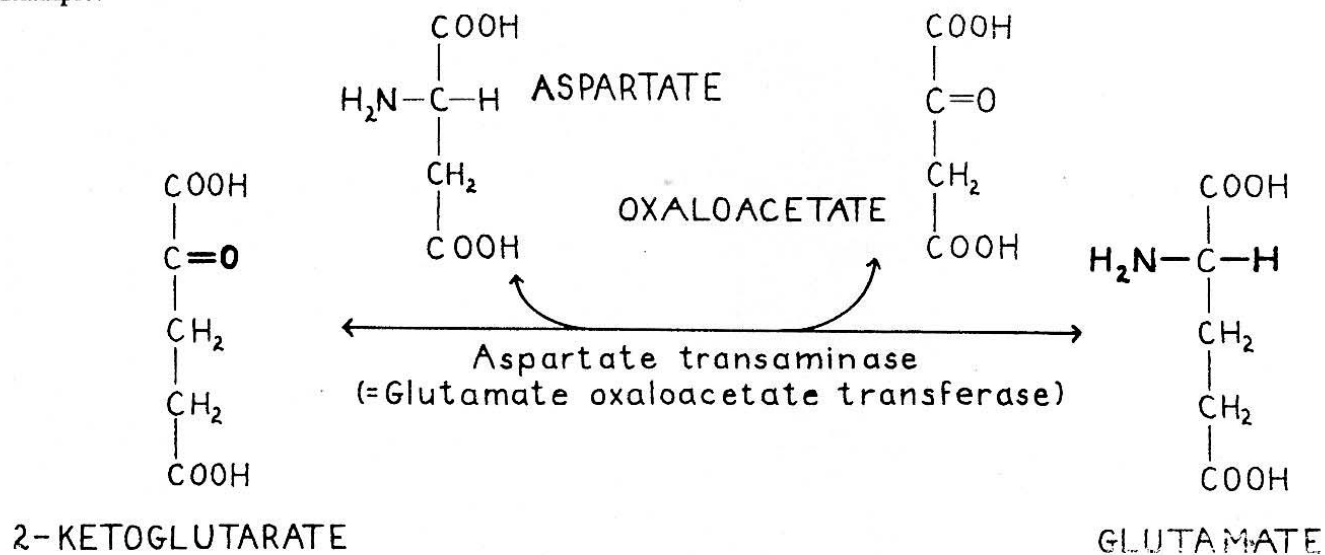 COOH
H₂N–C–H ASPARTATE
CH₂
COOH
COOH
C=O
CH₂
COOH
OXALOACETATE
COOH
C=O
CH₂
CH₂
COOH
2-KETOGLUTARATE
Aspartate transaminase
(=Glutamate oxaloacetate transferase)
COOH
H₂N–C–H
CH₂
CH₂
COOH
GLUTAMATE